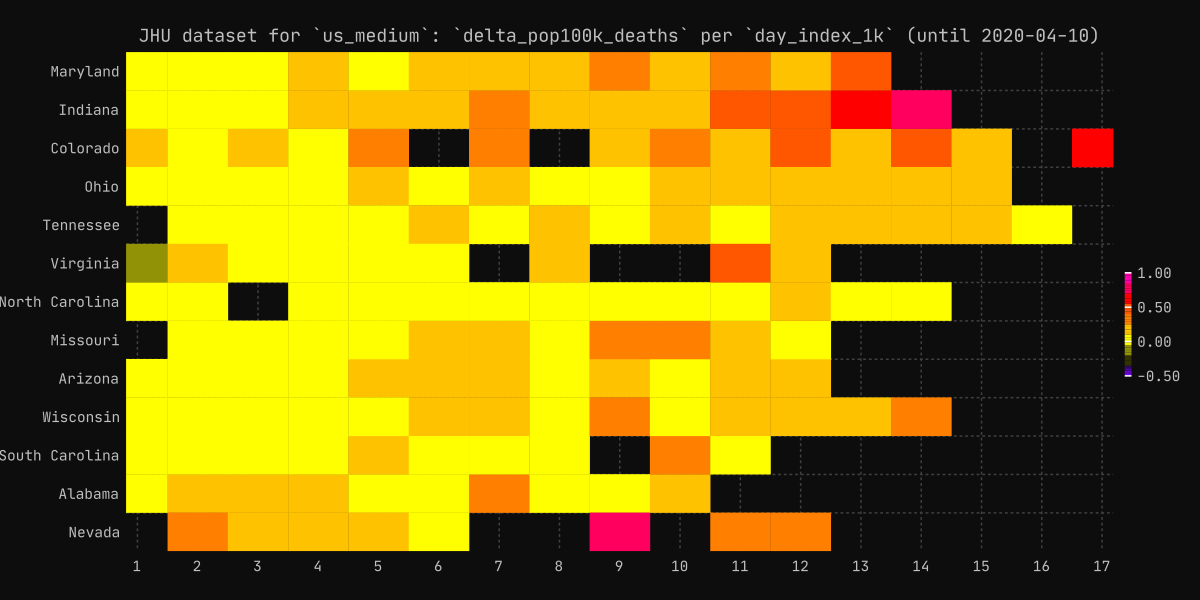 JHU dataset for `us_medium`: `delta_pop100k_deaths` per `day_index_1k` (until 2020-04-10)
Maryland
Indiana
Colorado
Ohio
Tennessee
Virginia
North Carolina
Missouri
Arizona
Wisconsin
South Carolina
Alabama
Nevada
1 2 3 4 5 6 7 8 9 10 11 12 13 14 15 16 17
1.00
0.50
0.00
-0.50